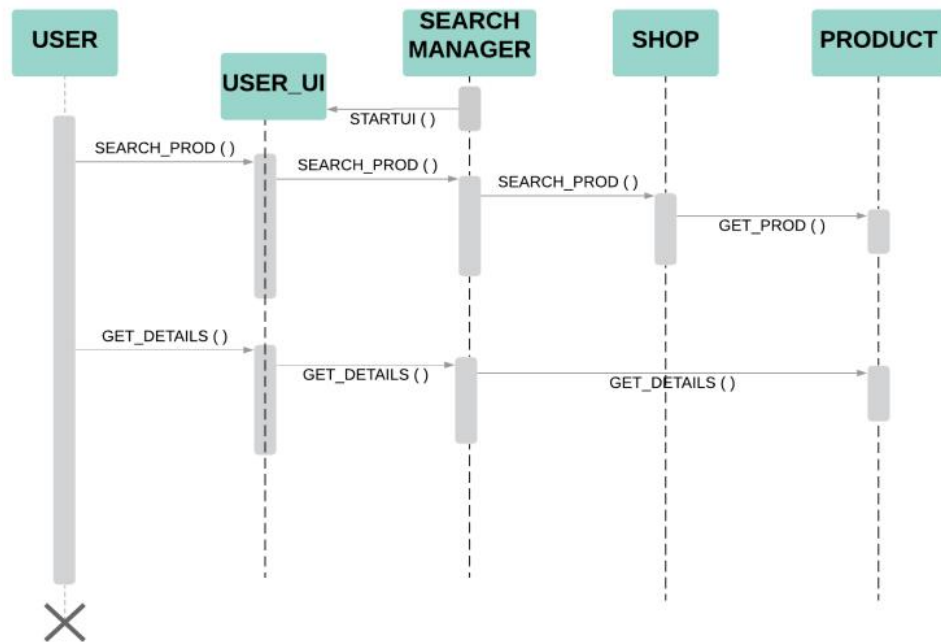 USER
USER_UI
SEARCH
MANAGER
SHOP
PRODUCT
STARTUI ( )
SEARCH_PROD ( )
SEARCH_PROD ( )
SEARCH_PROD ( )
GET_PROD ( )
GET_DETAILS ( )
GET_DETAILS ( )
GET_DETAILS ( )